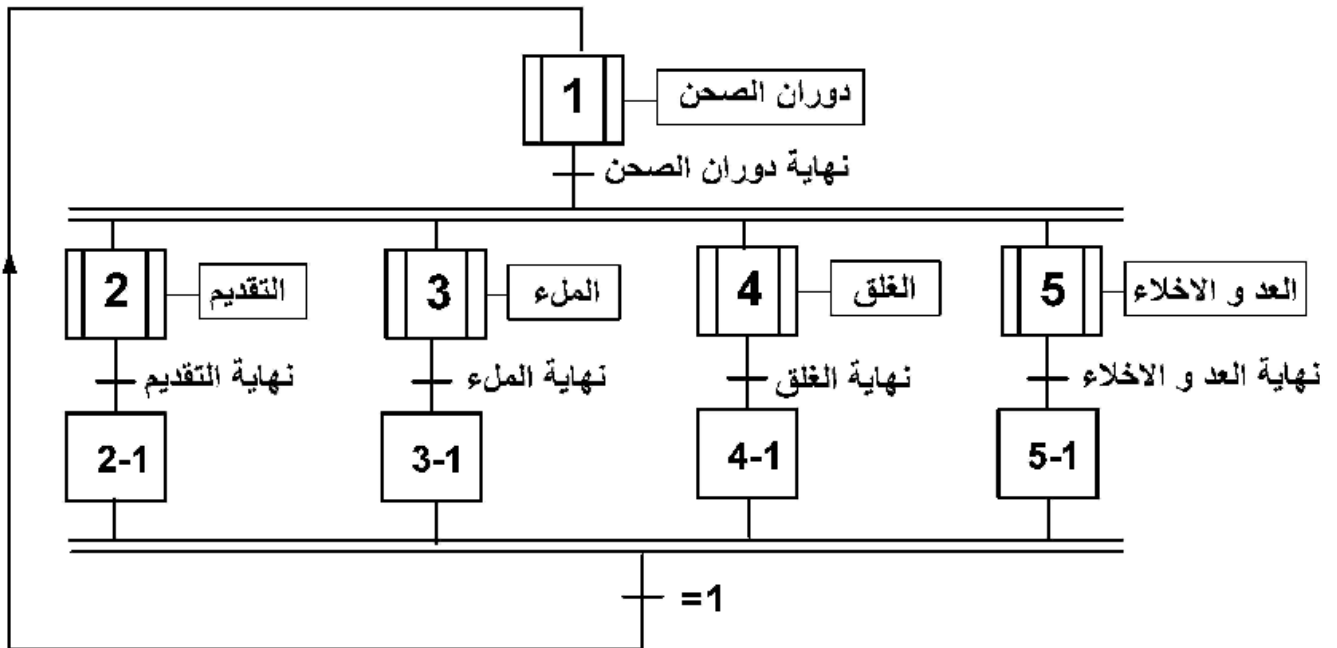 1
دوران الصحن
نهاية دوران الصحن
2
التقديم
3
الملء
4
الغلق
5
العد و الاخلاء
نهاية التقديم
نهاية الملء
نهاية الغلق
نهاية العد و الاخلاء
2-1
3-1
4-1
5-1
=1